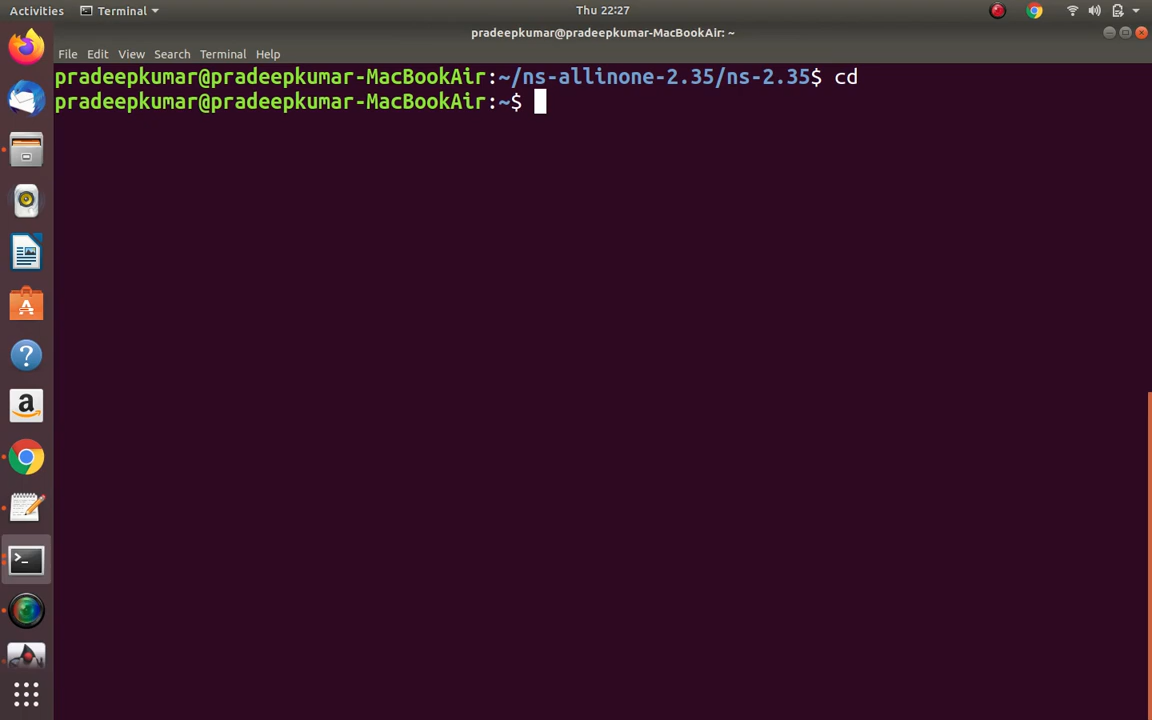 Activities Terminal Thu 22:27
pradeepkumar@pradeepkumar-MacBookAir: ~
File Edit View Search Terminal Help
pradeepkumar@pradeepkumar-MacBookAir:~/ns-allinone-2.35/ns-2.35$ cd
pradeepkumar@pradeepkumar-MacBookAir:~$